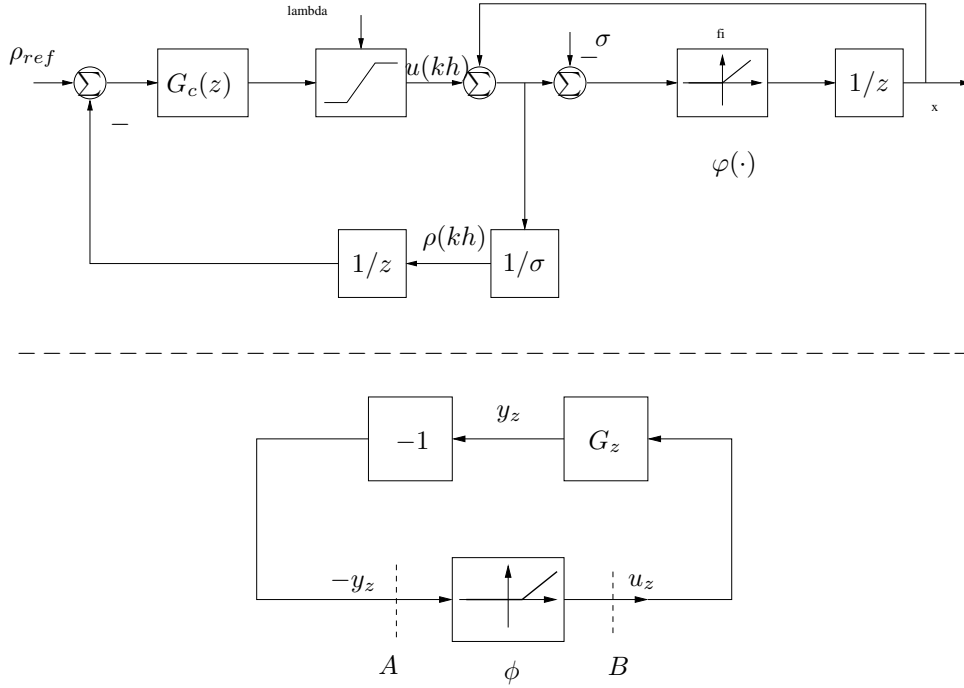 lambda
ρ_ref
Σ
G_c(z)
u(kh)
Σ
σ
−
Σ
fi
1/z
x
−
φ(·)
1/z
ρ(kh)
1/σ
−1
y_z
G_z
−y_z
u_z
A
ϕ
B